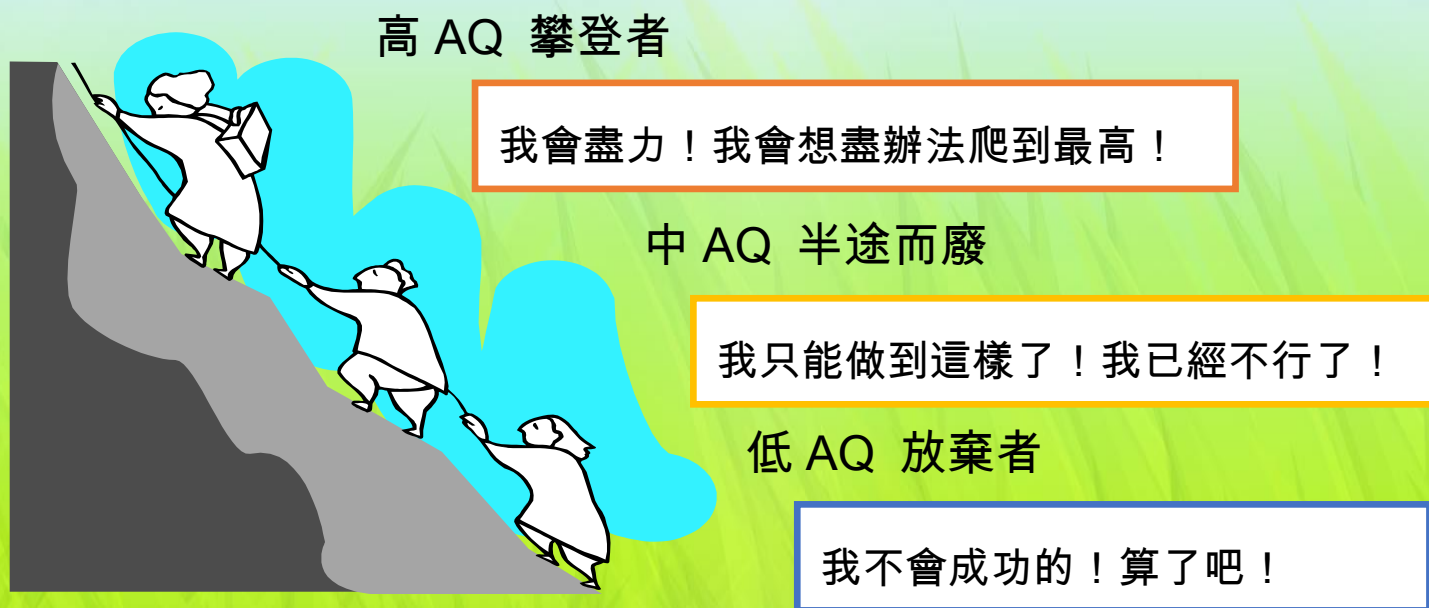 高 AQ 攀登者
我會盡力！我會想盡辦法爬到最高！
中 AQ 半途而廢
我只能做到這樣了！我已經不行了！
低 AQ 放棄者
我不會成功的！算了吧！